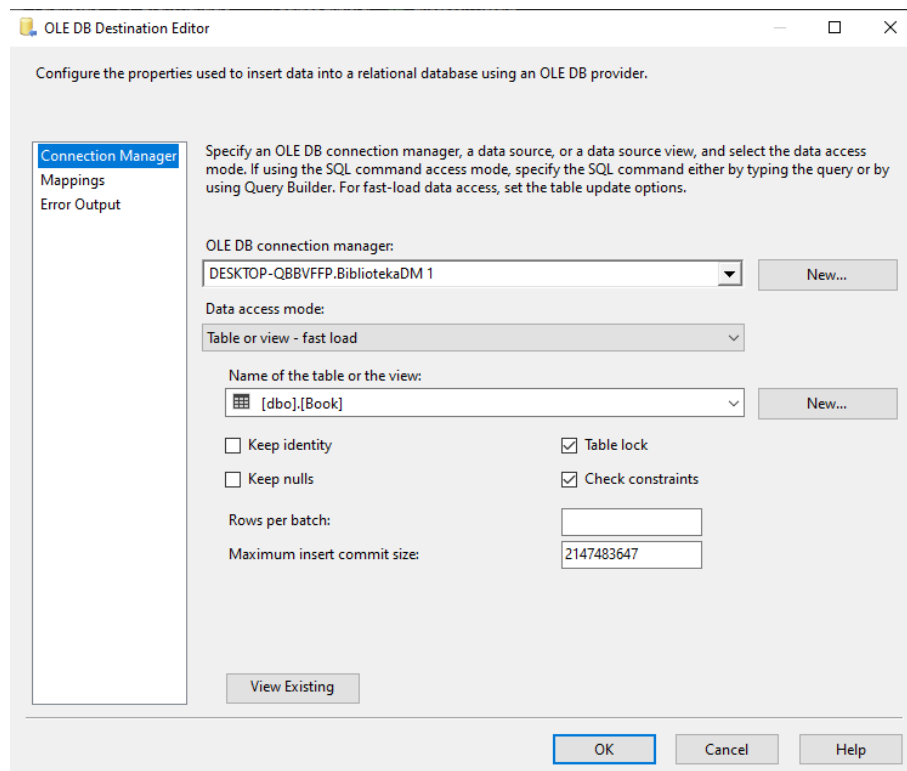 OLE DB Destination Editor
Configure the properties used to insert data into a relational database using an OLE DB provider.
Connection Manager
Mappings
Error Output
Specify an OLE DB connection manager, a data source, or a data source view, and select the data access
mode. If using the SQL command access mode, specify the SQL command either by typing the query or by
using Query Builder. For fast-load data access, set the table update options.
OLE DB connection manager:
DESKTOP-QBBVFFP.BibliotekaDM 1
New...
Data access mode:
Table or view - fast load
Name of the table or the view:
[dbo].[Book]
New...
Keep identity
Table lock
Keep nulls
Check constraints
Rows per batch:
Maximum insert commit size:
2147483647
View Existing
OK
Cancel
Help